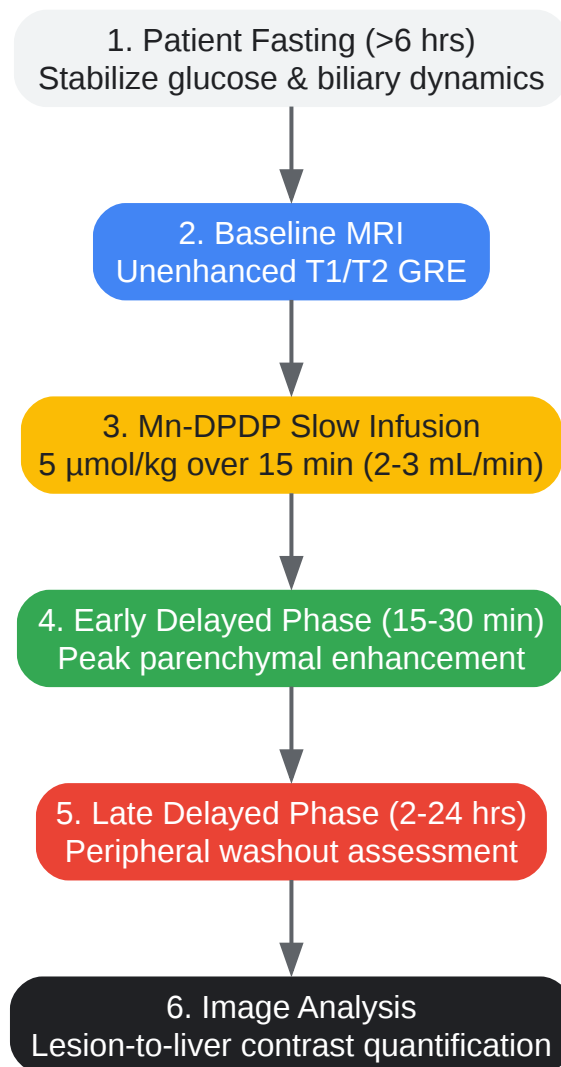 1. Patient Fasting (>6 hrs)
Stabilize glucose & biliary dynamics
2. Baseline MRI
Unenhanced T1/T2 GRE
3. Mn-DPDP Slow Infusion
5 µmol/kg over 15 min (2-3 mL/min)
4. Early Delayed Phase (15-30 min)
Peak parenchymal enhancement
5. Late Delayed Phase (2-24 hrs)
Peripheral washout assessment
6. Image Analysis
Lesion-to-liver contrast quantification